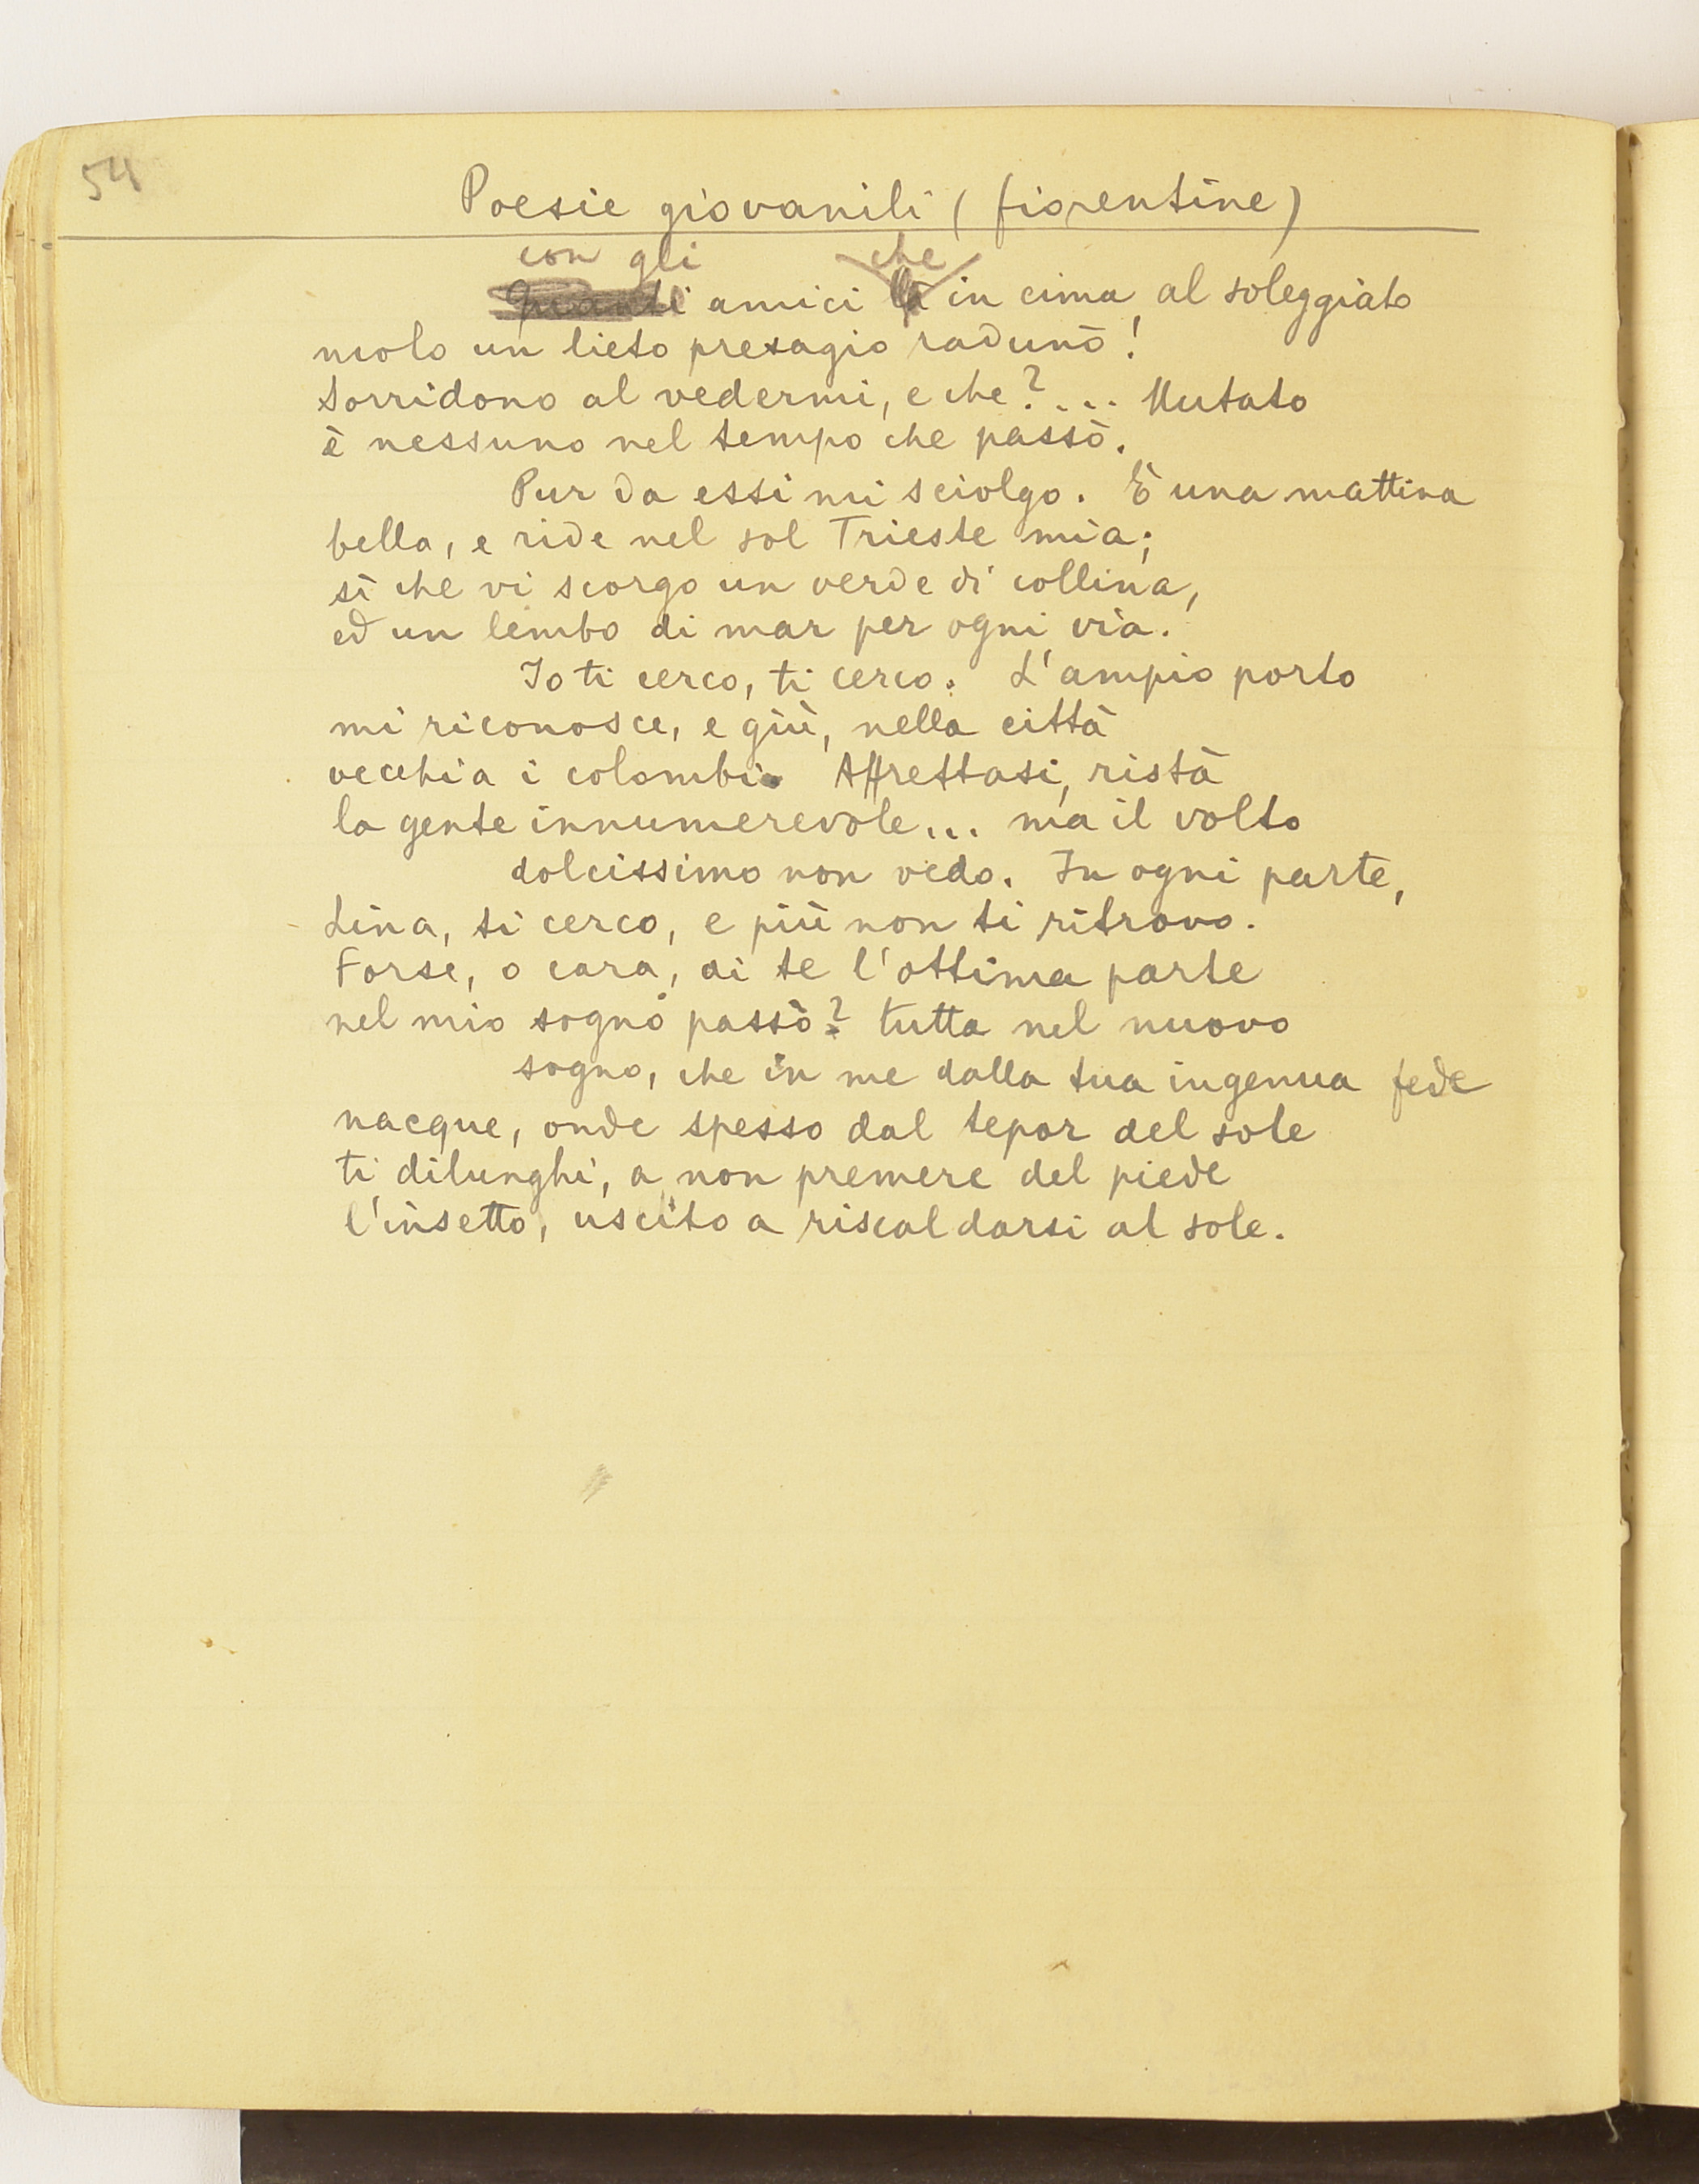 54
Poesie giovanili (fiorentine)
con gli che
Quanti amici là in cima, al soleggiato
molo un lieto presagio radunò!
Sorridono al vedermi, e che?... Mutato
è nessuno nel tempo che passò.
Pur da essi mi sciolgo. È una mattina
bella, e ride nel sol Trieste mia;
sì che vi scorgo un verde di collina,
ed un lembo di mar per ogni via.
Io ti cerco, ti cerco. L'ampio porto
mi riconosce, e giù, nella città
vecchia i colombi. Affrettasi, ristà
la gente innumerevole... ma il volto
dolcissimo non vedo. In ogni parte,
Lina, ti cerco, e più non ti ritrovo.
Forse, o cara, di te l'ottima parte
nel mio sogno passò? tutta nel nuovo
sogno, che in me dalla tua ingenua fede
nacque, onde spesso dal tepor del sole
ti dilunghi, a non premere del piede
l'insetto, uscito a riscaldarsi al sole.